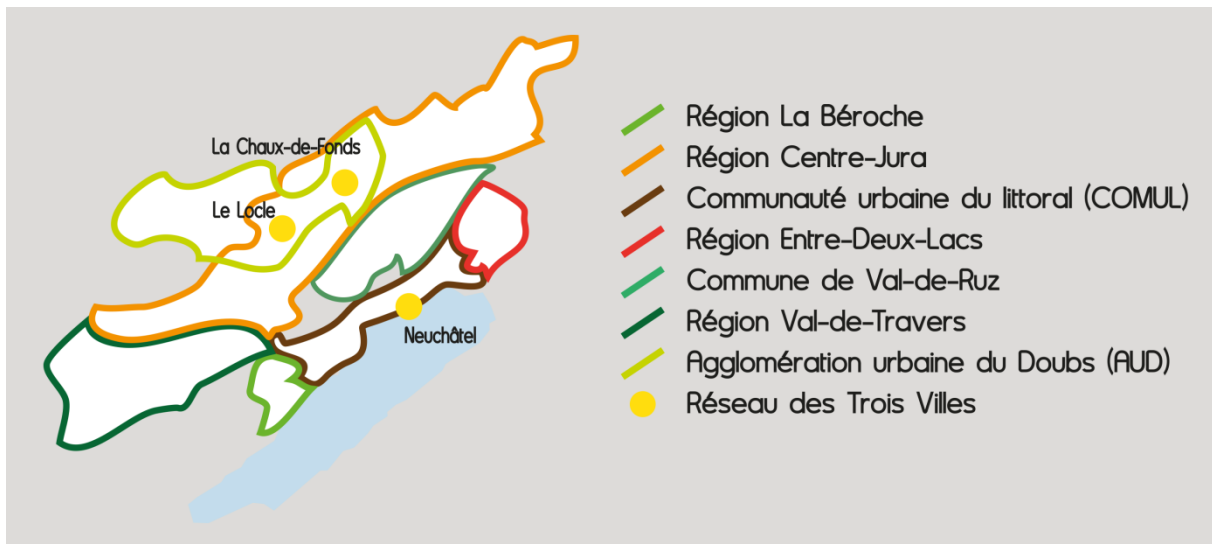 La Chaux-de-Fonds
Le Locle
Neuchâtel
Région La Béroche
Région Centre-Jura
Communauté urbaine du littoral (COMUL)
Région Entre-Deux-Lacs
Commune de Val-de-Ruz
Région Val-de-Travers
Agglomération urbaine du Doubs (AUD)
Réseau des Trois Villes